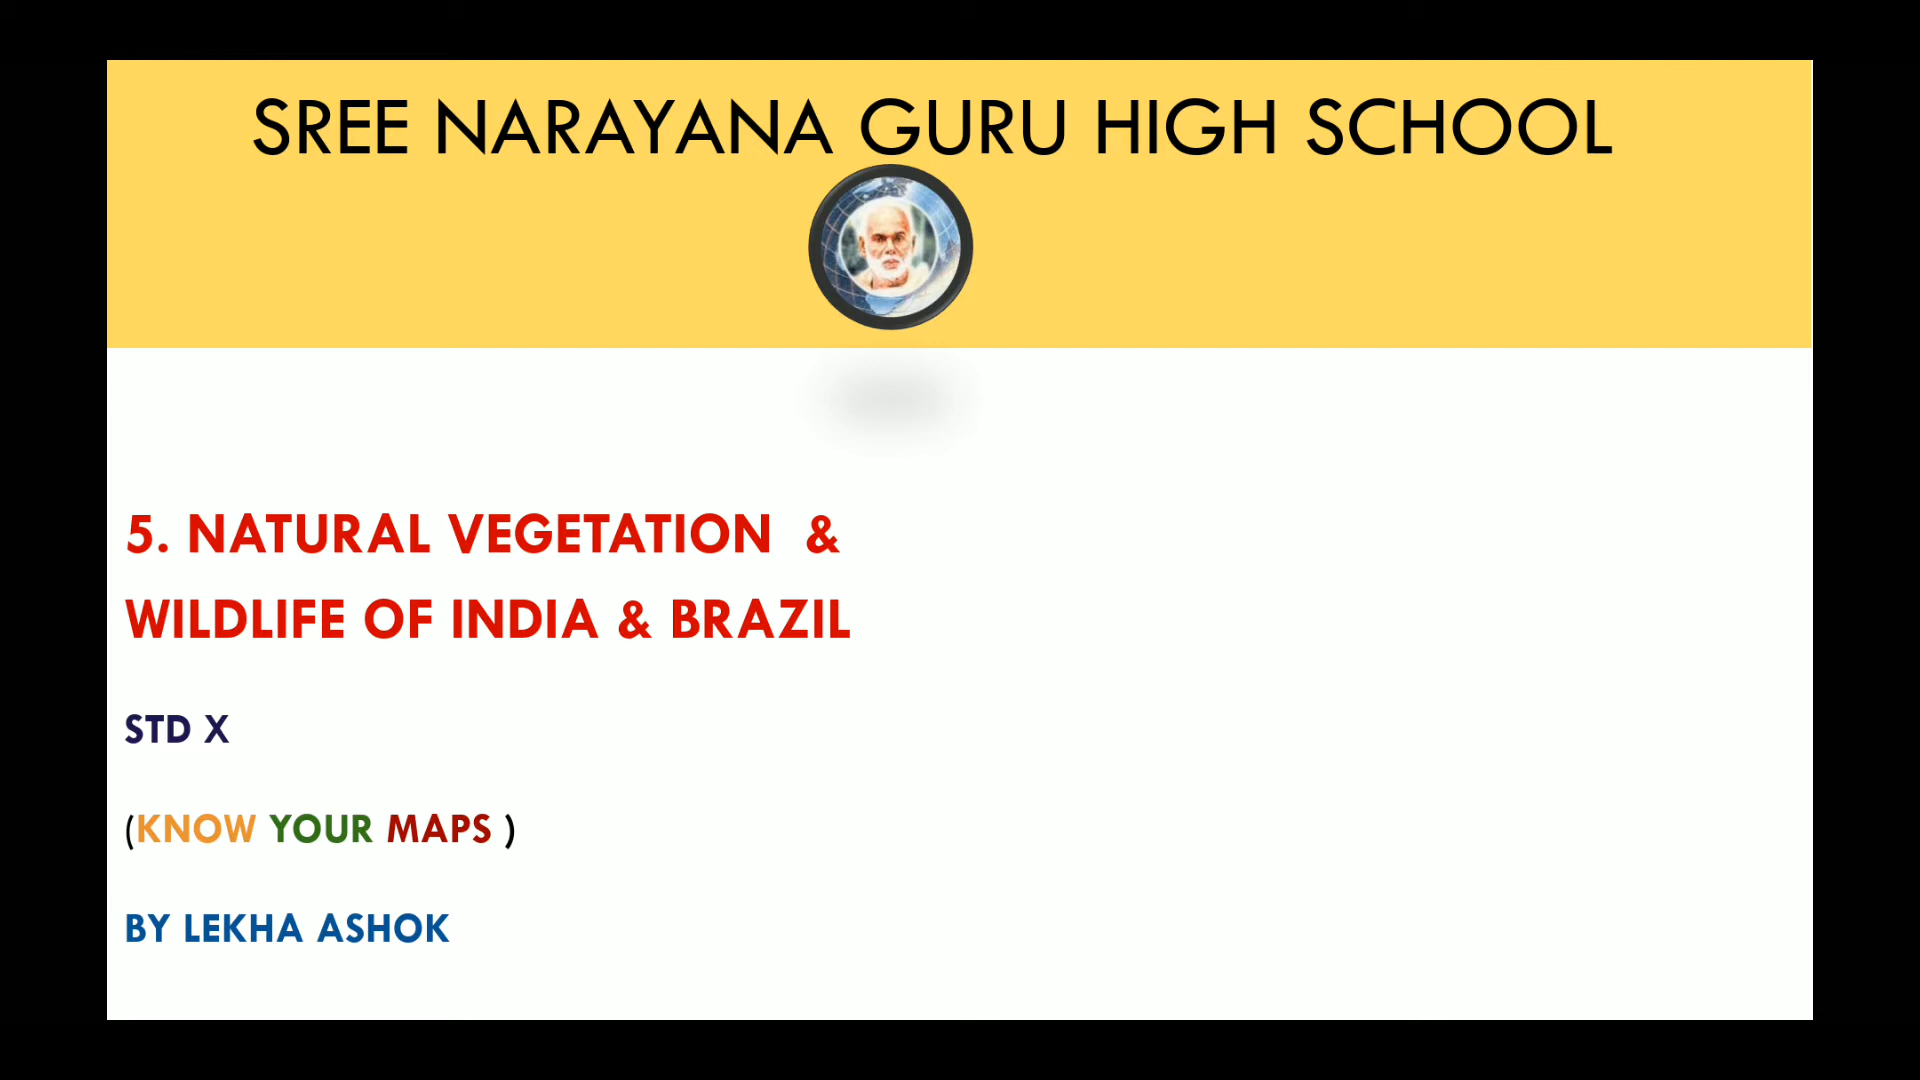 SREE NARAYANA GURU HIGH SCHOOL
5. NATURAL VEGETATION &
WILDLIFE OF INDIA & BRAZIL
STD X
(KNOW YOUR MAPS )
BY LEKHA ASHOK